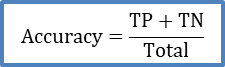 Accuracy = (TP + TN) / Total